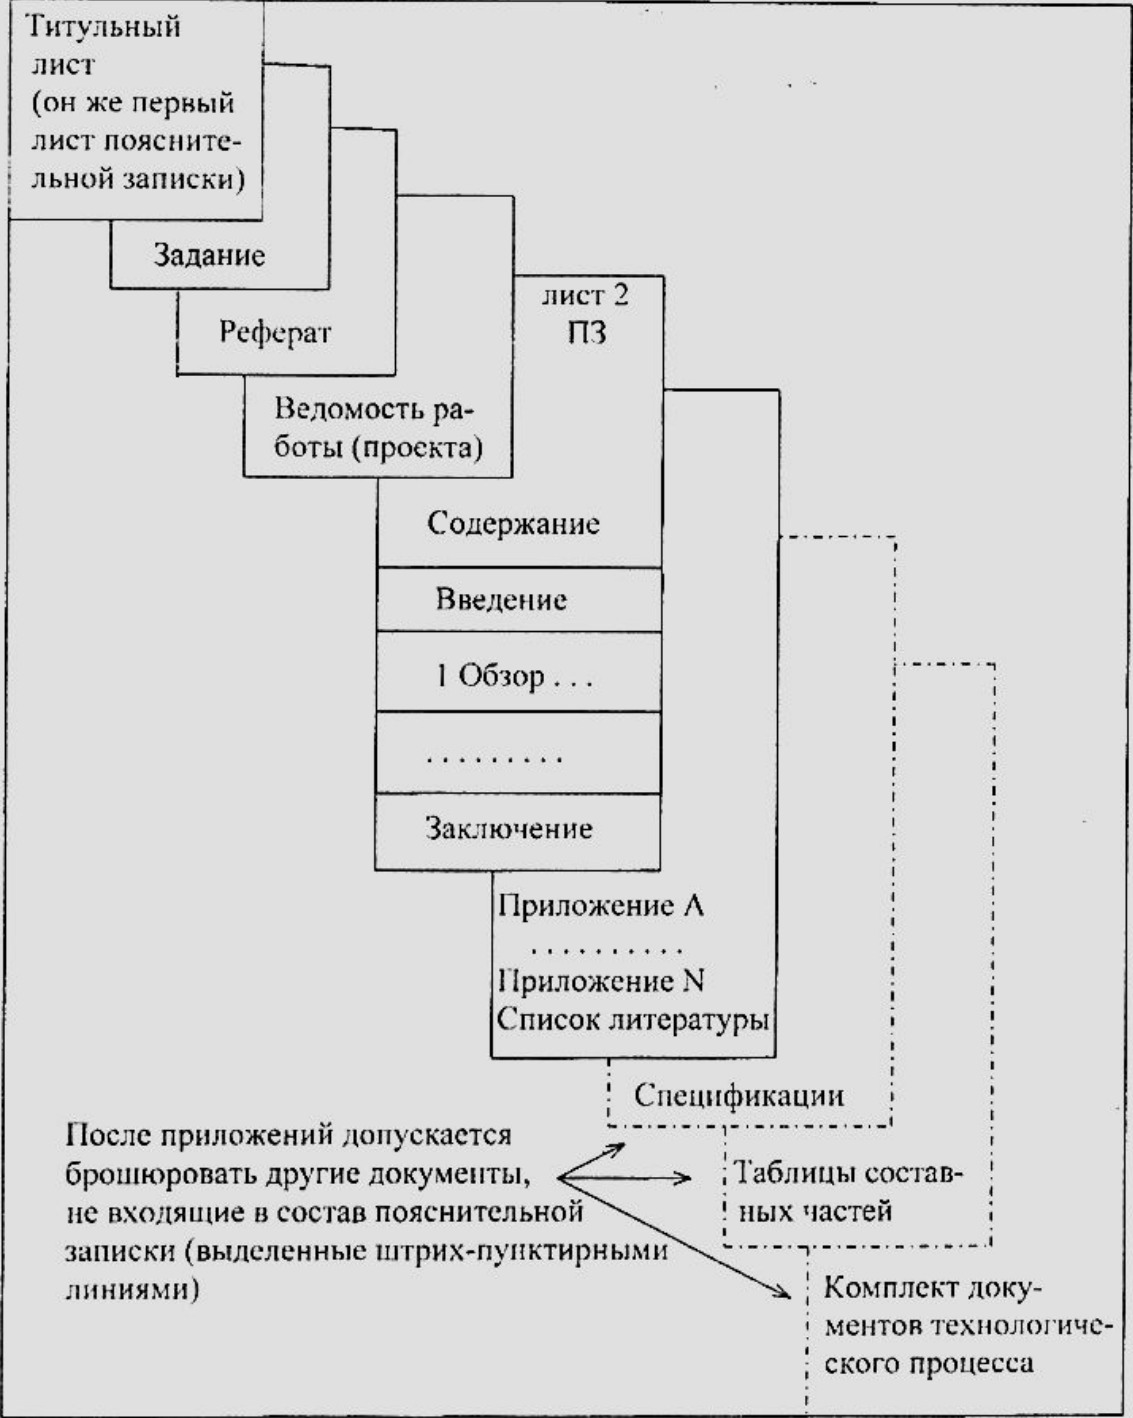 Титульный
лист
(он же первый
лист поясните-
льной записки)
Задание
Реферат
Ведомость ра-
боты (проекта)
лист 2
ПЗ
Содержание
Введение
1 Обзор . . .
. . . . . . . . .
Заключение
Приложение А
. . . . . . . . . .
Приложение N
Список литературы
Спецификации
После приложений допускается
брошюровать другие документы,
не входящие в состав пояснительной
записки (выделенные штрих-пунктирными
линиями)
Таблицы состав-
ных частей
Комплект доку-
ментов технологиче-
ского процесса